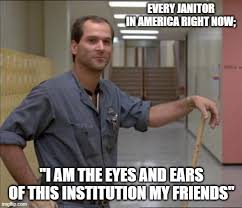 EVERY JANITOR
IN AMERICA RIGHT NOW;
"I AM THE EYES AND EARS
OF THIS INSTITUTION MY FRIENDS"
imgflip.com